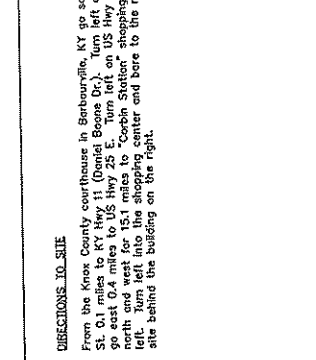 DIRECTIONS TO SITE
From the Knox County courthouse in Barbourville, KY go so
St. 0.1 miles to KY Hwy 11 (Daniel Boone Dr.). Turn left
go east 0.4 miles to US Hwy 25 E. Turn left on US Hwy
north and west for 15.1 miles to "Corbin Station" shopping
left. Turn left into the shopping center and bare to the r
site behind the building on the right.